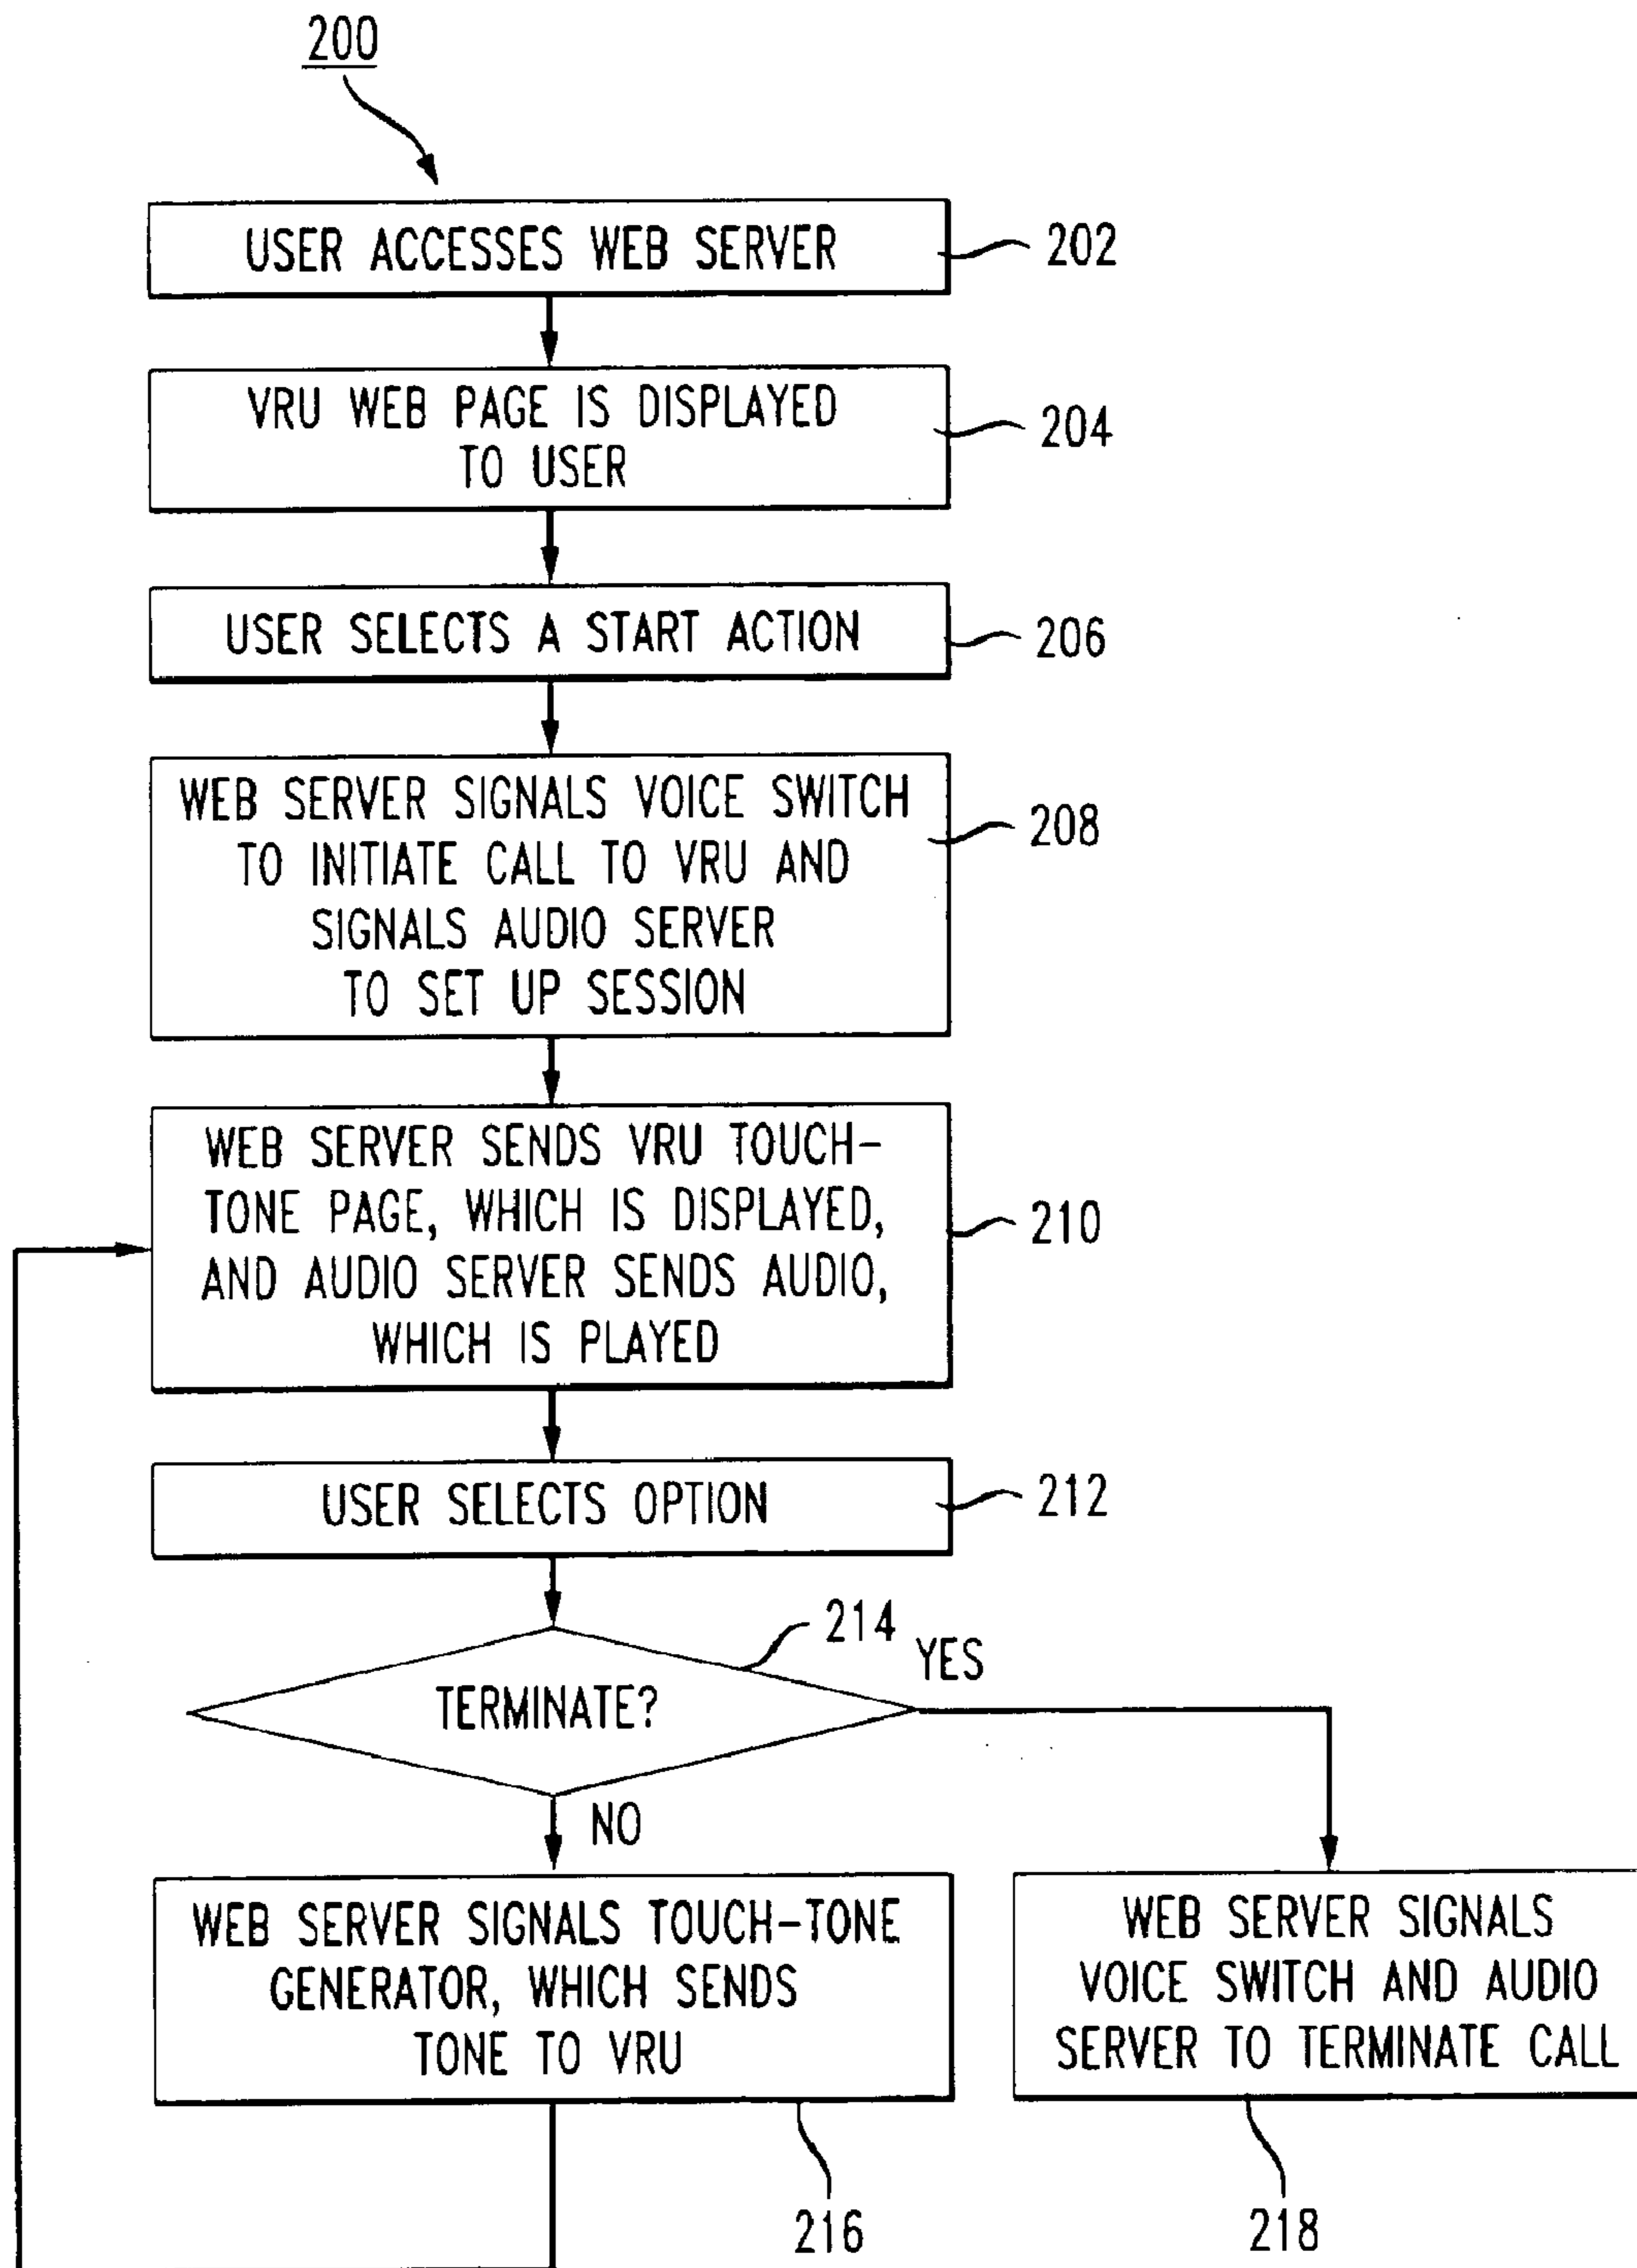 200
USER ACCESSES WEB SERVER
202
VRU WEB PAGE IS DISPLAYED
TO USER
204
USER SELECTS A START ACTION
206
WEB SERVER SIGNALS VOICE SWITCH
TO INITIATE CALL TO VRU AND
SIGNALS AUDIO SERVER
TO SET UP SESSION
208
WEB SERVER SENDS VRU TOUCH-
TONE PAGE, WHICH IS DISPLAYED,
AND AUDIO SERVER SENDS AUDIO,
WHICH IS PLAYED
210
USER SELECTS OPTION
212
TERMINATE?
214
YES
NO
WEB SERVER SIGNALS TOUCH-TONE
GENERATOR, WHICH SENDS
TONE TO VRU
216
WEB SERVER SIGNALS
VOICE SWITCH AND AUDIO
SERVER TO TERMINATE CALL
218